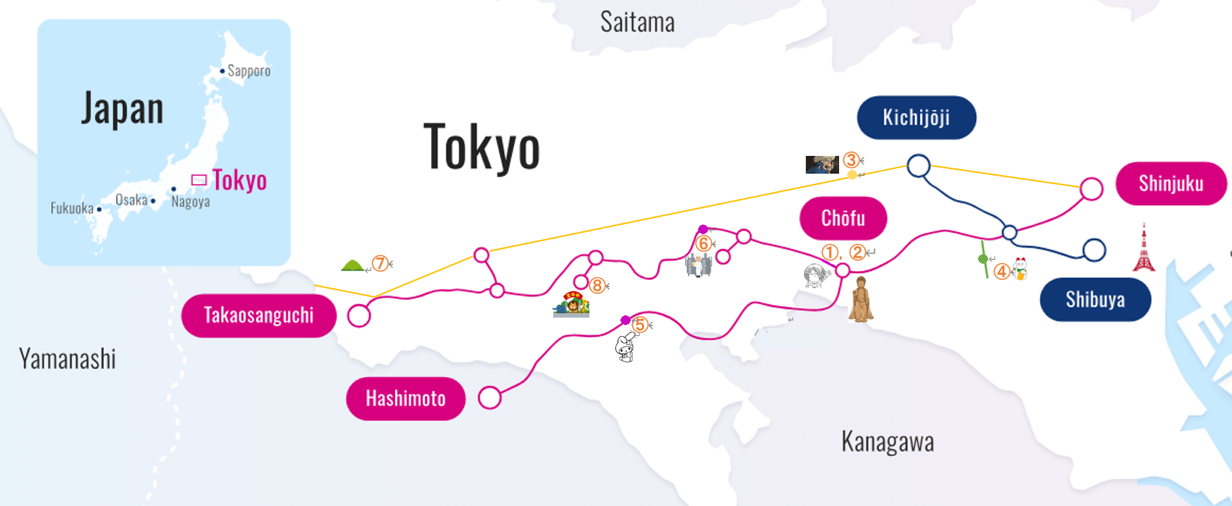 Saitama
Japan
Sapporo
Tokyo
Nagoya
Osaka
Fukuoka
Tokyo
Kichijōji
③
Shinjuku
Chōfu
①, ②
⑥
④
⑦
⑧
Shibuya
Takaosanguchi
⑤
Yamanashi
Hashimoto
Kanagawa